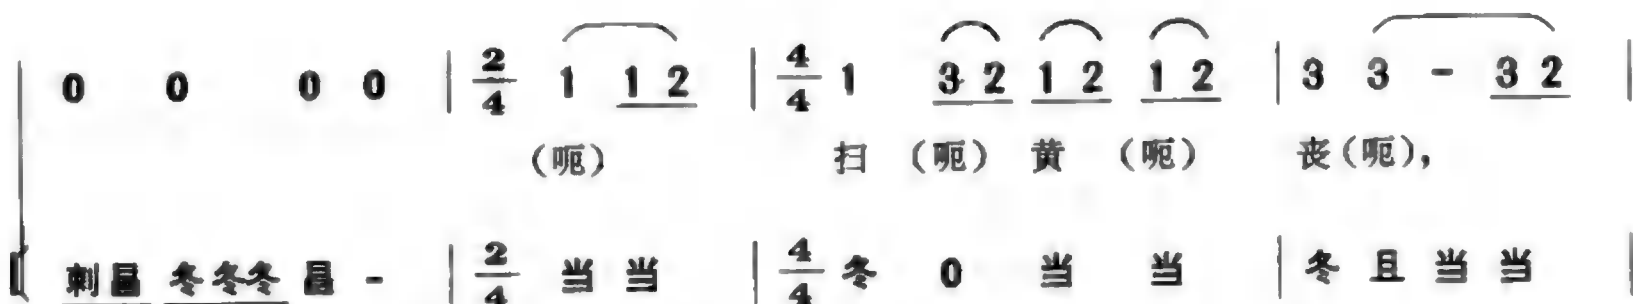 0 0 0 0 | 2/4 1 1 2 | 4/4 1 3 2 1 2 1 2 | 3 3 - 3 2 |
(呃) 扫 (呃) 黄 (呃) 丧(呃),
刺昌 冬冬冬 昌 - | 2/4 当 当 | 4/4 冬 0 当 当 | 冬 且 当 当 |